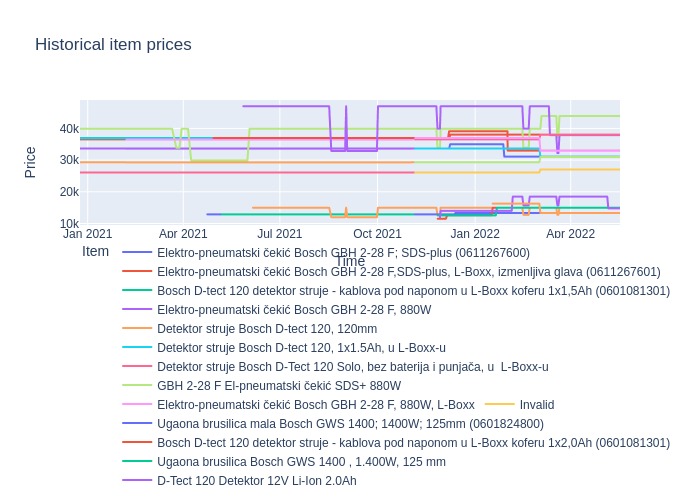 Historical item prices
Price
40k
30k
20k
10k
Jan 2021
Apr 2021
Jul 2021
Oct 2021
Jan 2022
Apr 2022
Time
Item
Elektro-pneumatski čekić Bosch GBH 2-28 F; SDS-plus (0611267600)
Elektro-pneumatski čekić Bosch GBH 2-28 F,SDS-plus, L-Boxx, izmenljiva glava (0611267601)
Bosch D-tect 120 detektor struje - kablova pod naponom u L-Boxx koferu 1x1,5Ah (0601081301)
Elektro-pneumatski čekić Bosch GBH 2-28 F, 880W
Detektor struje Bosch D-tect 120, 120mm
Detektor struje Bosch D-tect 120, 1x1.5Ah, u L-Boxx-u
Detektor struje Bosch D-Tect 120 Solo, bez baterija i punjača, u L-Boxx-u
GBH 2-28 F El-pneumatski čekić SDS+ 880W
Elektro-pneumatski čekić Bosch GBH 2-28 F, 880W, L-Boxx Invalid
Ugaona brusilica mala Bosch GWS 1400; 1400W; 125mm (0601824800)
Bosch D-tect 120 detektor struje - kablova pod naponom u L-Boxx koferu 1x2,0Ah (0601081301)
Ugaona brusilica Bosch GWS 1400 , 1.400W, 125 mm
D-Tect 120 Detektor 12V Li-Ion 2.0Ah